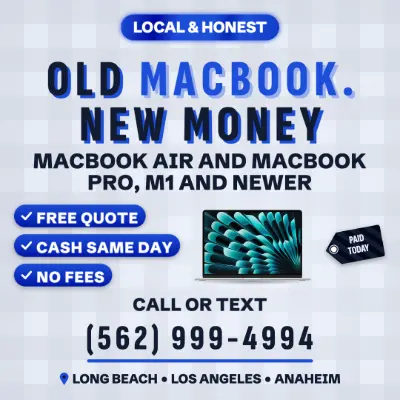 LOCAL & HONEST
OLD MACBOOK.
NEW MONEY
MACBOOK AIR AND MACBOOK
PRO, M1 AND NEWER
FREE QUOTE
CASH SAME DAY
NO FEES
PAID
TODAY
CALL OR TEXT
(562) 999-4994
LONG BEACH • LOS ANGELES • ANAHEIM